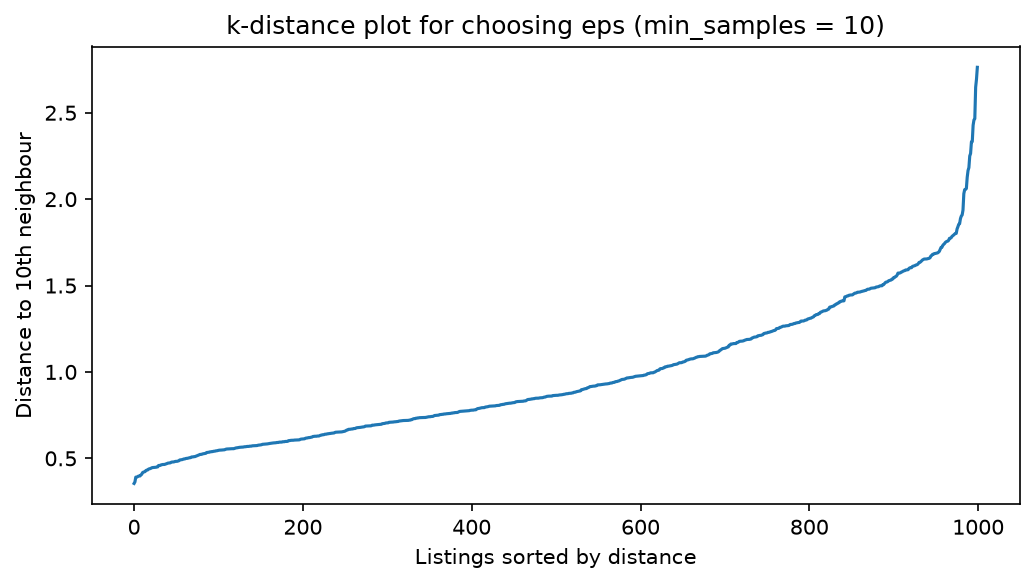 k-distance plot for choosing eps (min_samples = 10)
2.5
2.0
1.5
1.0
0.5
Distance to 10th neighbour
0 200 400 600 800 1000
Listings sorted by distance